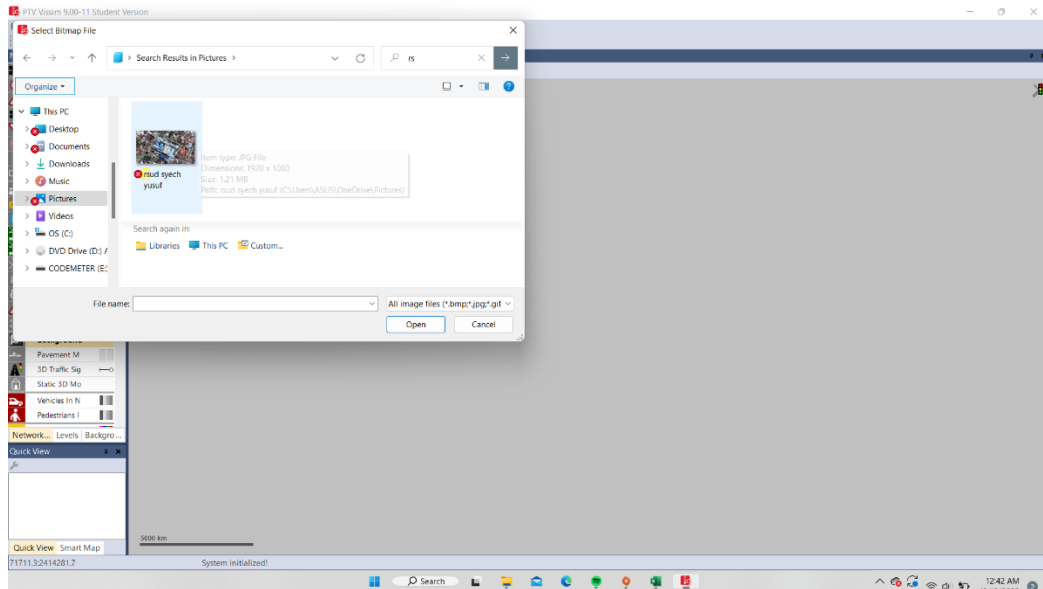 PTV Vissim 9.00-11 Student Version
Select Bitmap File
Search Results in Pictures
rs
Organize
This PC
Desktop
Documents
Downloads
Music
Pictures
Videos
OS (C:)
DVD Drive (D:) A
CODEMETER (E:
rsud syech
yusuf
Item type: JPG File
Dimensions: 1920 x 1080
Size: 1,21 MB
Path: rsud syech yusuf (C:\Users\ASUS\OneDrive\Pictures)
Search again in:
Libraries This PC Custom...
File name:
All image files (*.bmp;*.jpg;*.gif
Open Cancel
Pavement M
3D Traffic Sig
Static 3D Mo
Vehicles In N
Pedestrians I
Network... Levels Backgro...
Quick View
Quick View Smart Map
5000 km
71711.3:2414281.7 System initialized!
Search
12:42 AM